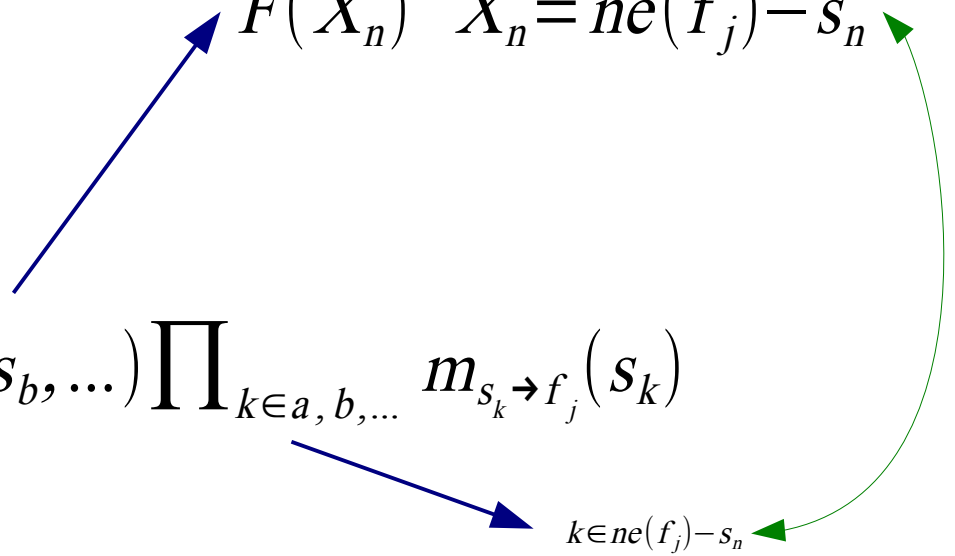 F(X_n) X_n = ne(f_j) − s_n
s_b, ...) ∏_{k∈a, b, ...} m_{s_k→f_j}(s_k)
k∈ne(f_j)−s_n